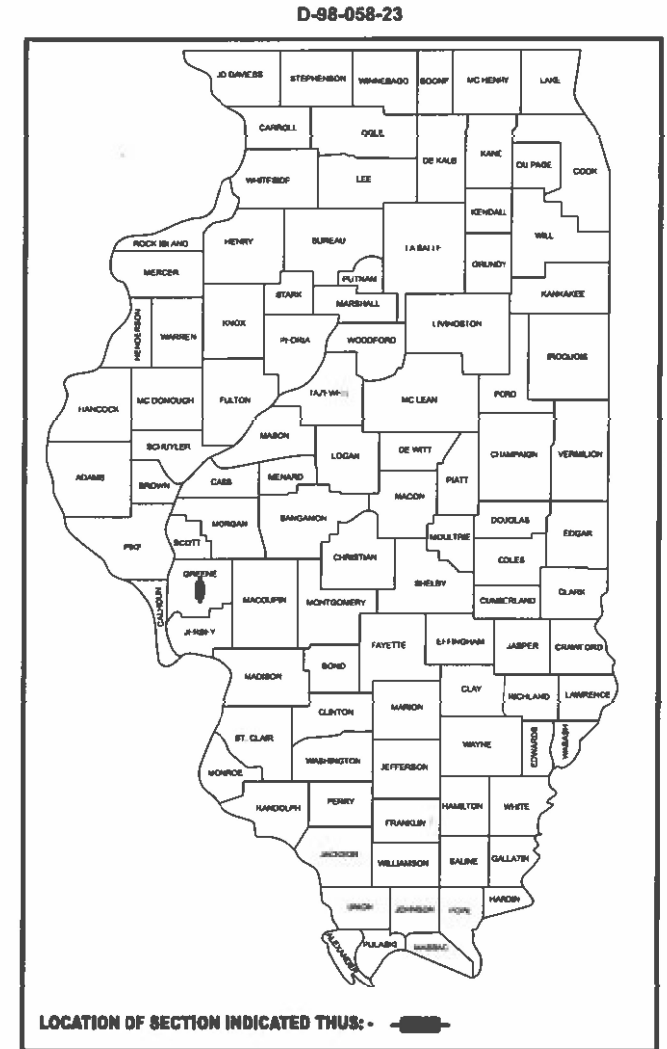 D-98-058-23
JO DAVIESS STEPHENSON WINNEBAGO BOONE MC HENRY LAKE
CARROLL OGLE DE KALB KANE DU PAGE COOK
WHITESIDE LEE KENDALL WILL
ROCK ISLAND HENRY BUREAU LA SALLE GRUNDY
MERCER PUTNAM KANKAKEE
STARK MARSHALL LIVINGSTON
HENDERSON WARREN KNOX PEORIA WOODFORD IROQUOIS
HANCOCK MC DONOUGH FULTON TAZEWELL MC LEAN FORD
MASON
SCHUYLER LOGAN DE WITT CHAMPAIGN VERMILION
ADAMS BROWN CASS MENARD PIATT
MACON
MORGAN SANGAMON DOUGLAS
PIKE SCOTT CHRISTIAN MOULTRIE EDGAR
COLES
GREENE SHELBY
CALHOUN MACOUPIN MONTGOMERY CUMBERLAND CLARK
JERSEY FAYETTE EFFINGHAM JASPER CRAWFORD
MADISON BOND
CLAY RICHLAND LAWRENCE
CLINTON MARION
ST. CLAIR WAYNE EDWARDS WABASH
WASHINGTON JEFFERSON
MONROE
RANDOLPH PERRY HAMILTON WHITE
FRANKLIN
JACKSON WILLIAMSON SALINE GALLATIN
UNION JOHNSON POPE HARDIN
ALEXANDER PULASKI MASSAC
LOCATION OF SECTION INDICATED THUS: -